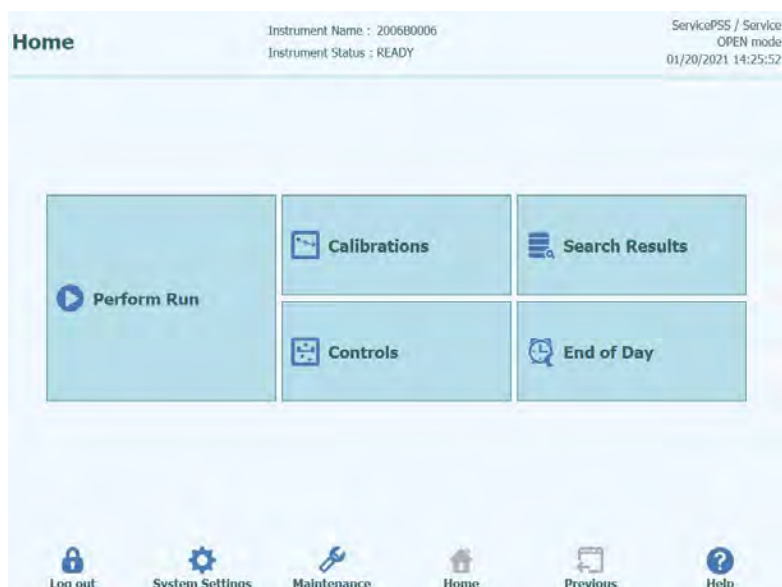 Home
Instrument Name : 200680006
Instrument Status : READY
ServicePSS / Service
OPEN mode
01/20/2021 14:25:52
Perform Run
Calibrations
Search Results
Controls
End of Day
Log out
System Settings
Maintenance
Home
Previous
Help